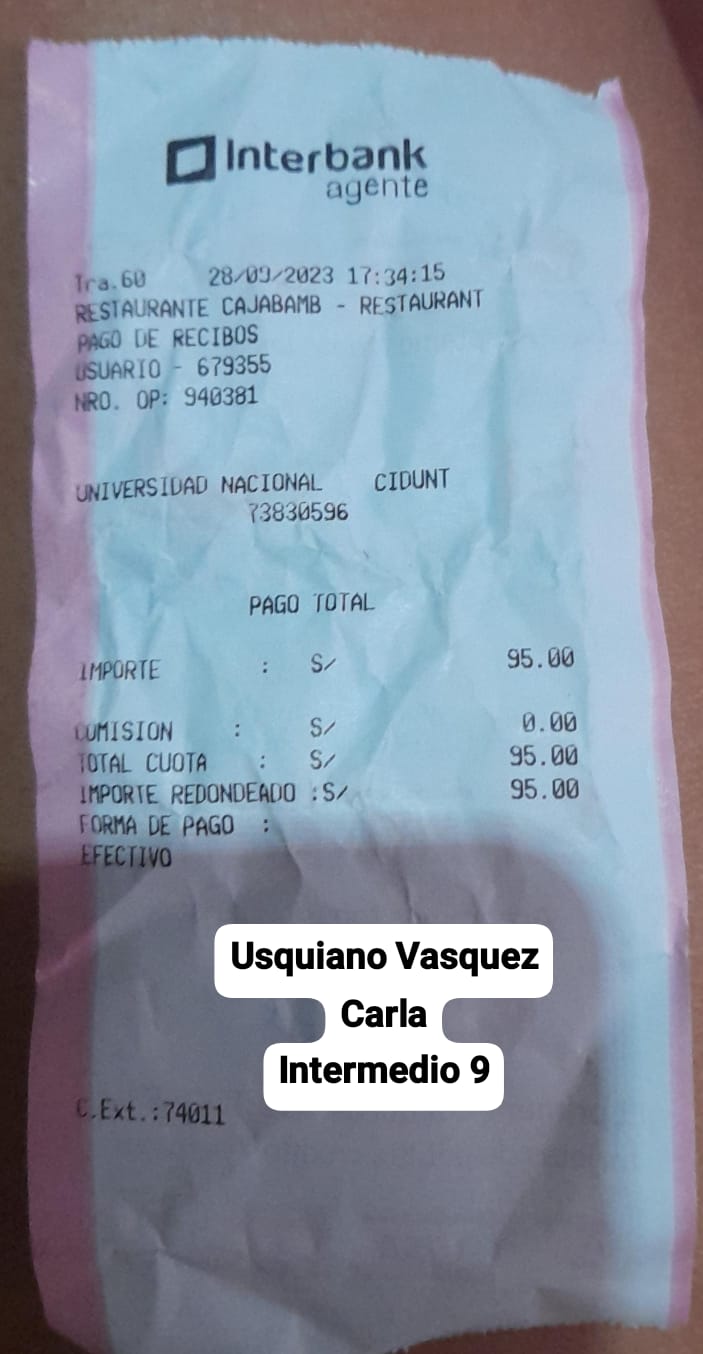 Interbank
agente
Tra.60 28/09/2023 17:34:15
RESTAURANTE CAJABAMB - RESTAURANT
PAGO DE RECIBOS
USUARIO - 679355
NRO. OP: 940381
UNIVERSIDAD NACIONAL CIDUNT
73830596
PAGO TOTAL
IMPORTE : S/ 95.00
COMISION : S/ 0.00
TOTAL CUOTA : S/ 95.00
IMPORTE REDONDEADO :S/ 95.00
FORMA DE PAGO :
EFECTIVO
Usquiano Vasquez
Carla
Intermedio 9
C.Ext.:74011